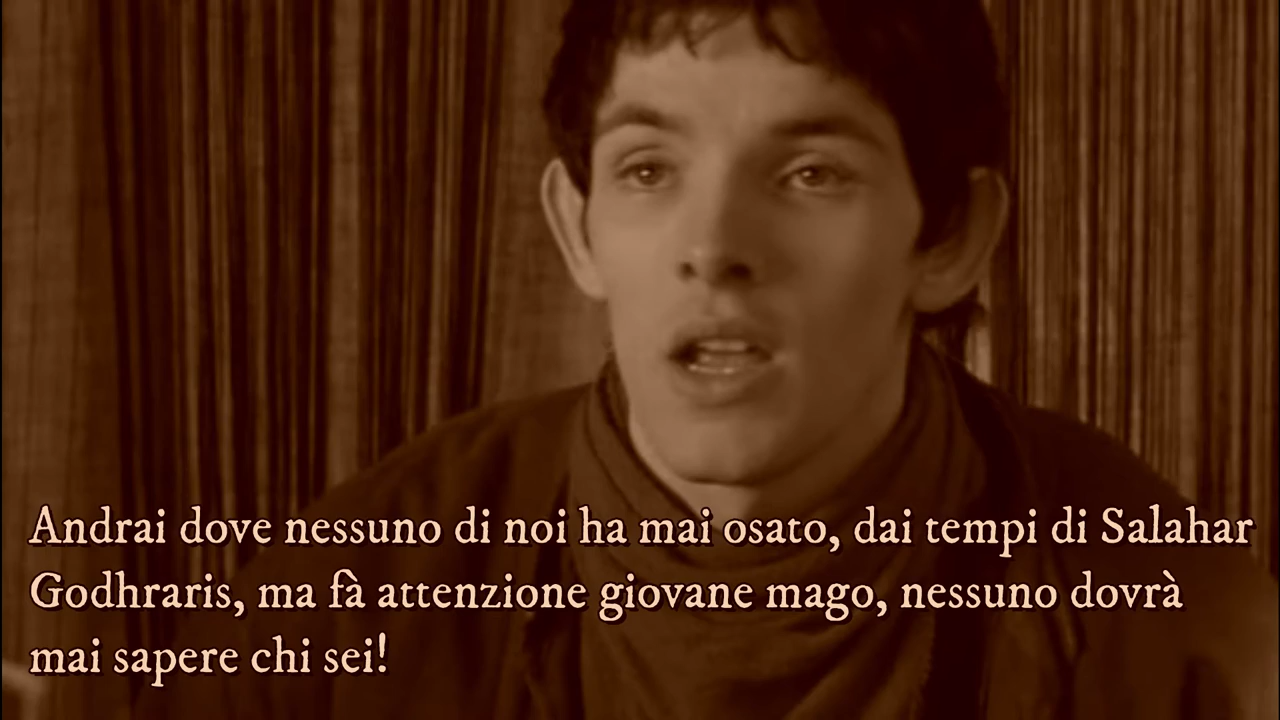 Andrai dove nessuno di noi ha mai osato, dai tempi di Salahar
Godhraris, ma fà attenzione giovane mago, nessuno dovrà
mai sapere chi sei!